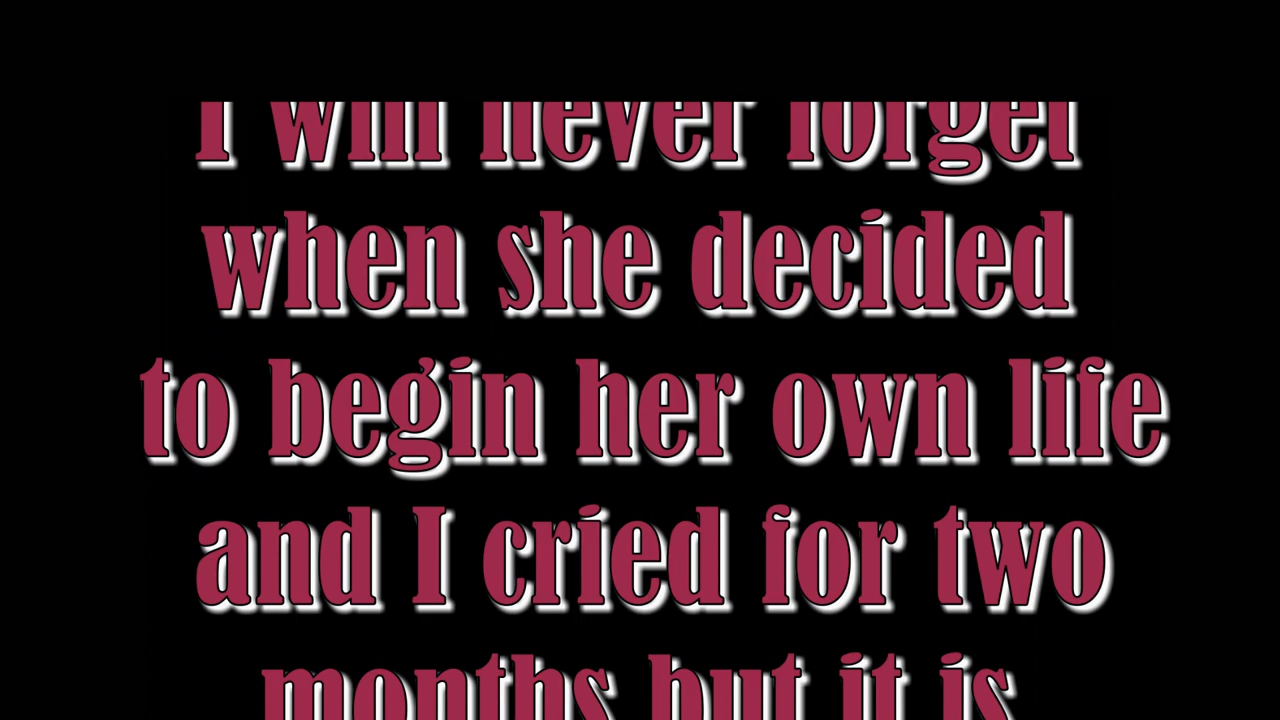 I will never forget
when she decided
to begin her own life
and I cried for two
months but it is